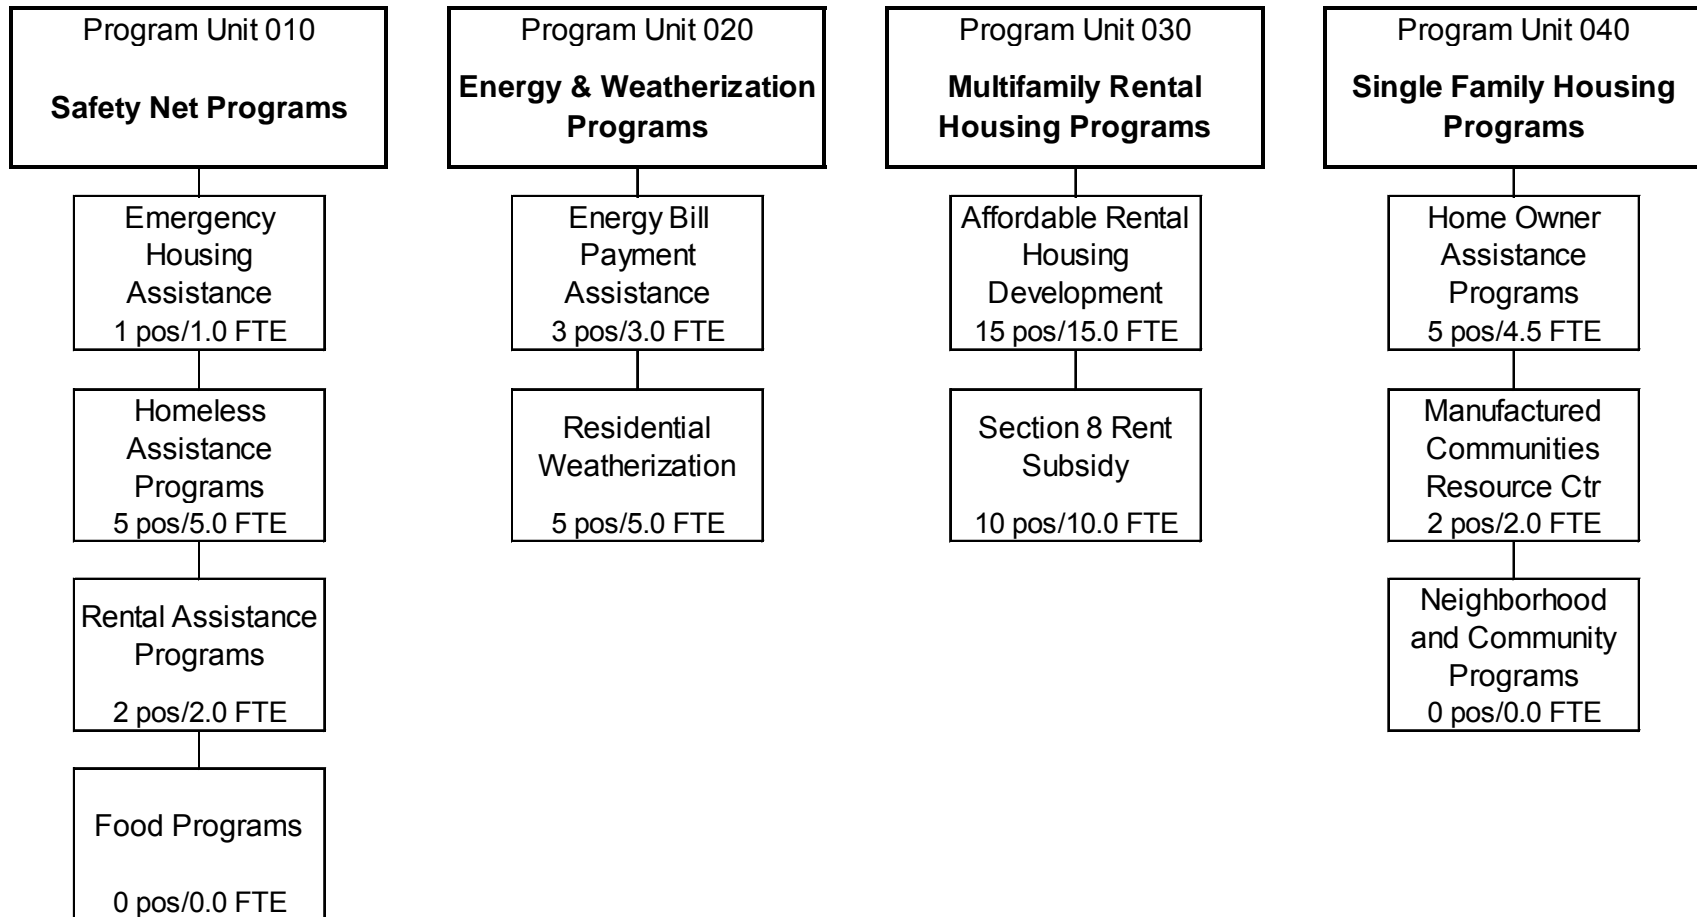 Program Unit 010
Safety Net Programs
Emergency
Housing
Assistance
1 pos/1.0 FTE
Homeless
Assistance
Programs
5 pos/5.0 FTE
Rental Assistance
Programs
2 pos/2.0 FTE
Food Programs
0 pos/0.0 FTE
Program Unit 020
Energy & Weatherization
Programs
Energy Bill
Payment
Assistance
3 pos/3.0 FTE
Residential
Weatherization
5 pos/5.0 FTE
Program Unit 030
Multifamily Rental
Housing Programs
Affordable Rental
Housing
Development
15 pos/15.0 FTE
Section 8 Rent
Subsidy
10 pos/10.0 FTE
Program Unit 040
Single Family Housing
Programs
Home Owner
Assistance
Programs
5 pos/4.5 FTE
Manufactured
Communities
Resource Ctr
2 pos/2.0 FTE
Neighborhood
and Community
Programs
0 pos/0.0 FTE